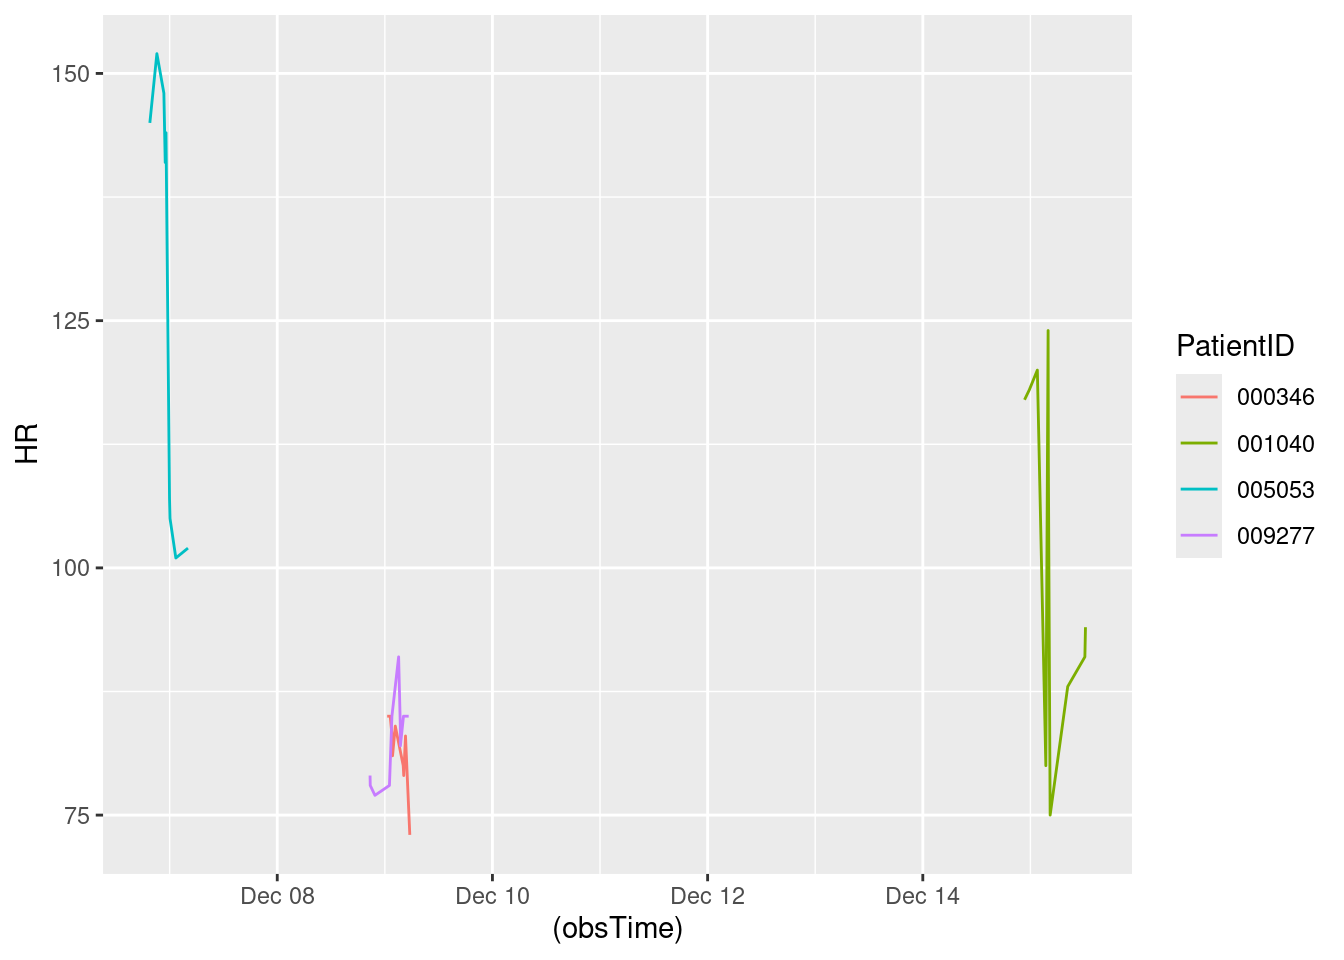 150
125
100
75
HR
Dec 08
Dec 10
Dec 12
Dec 14
(obsTime)
PatientID
000346
001040
005053
009277